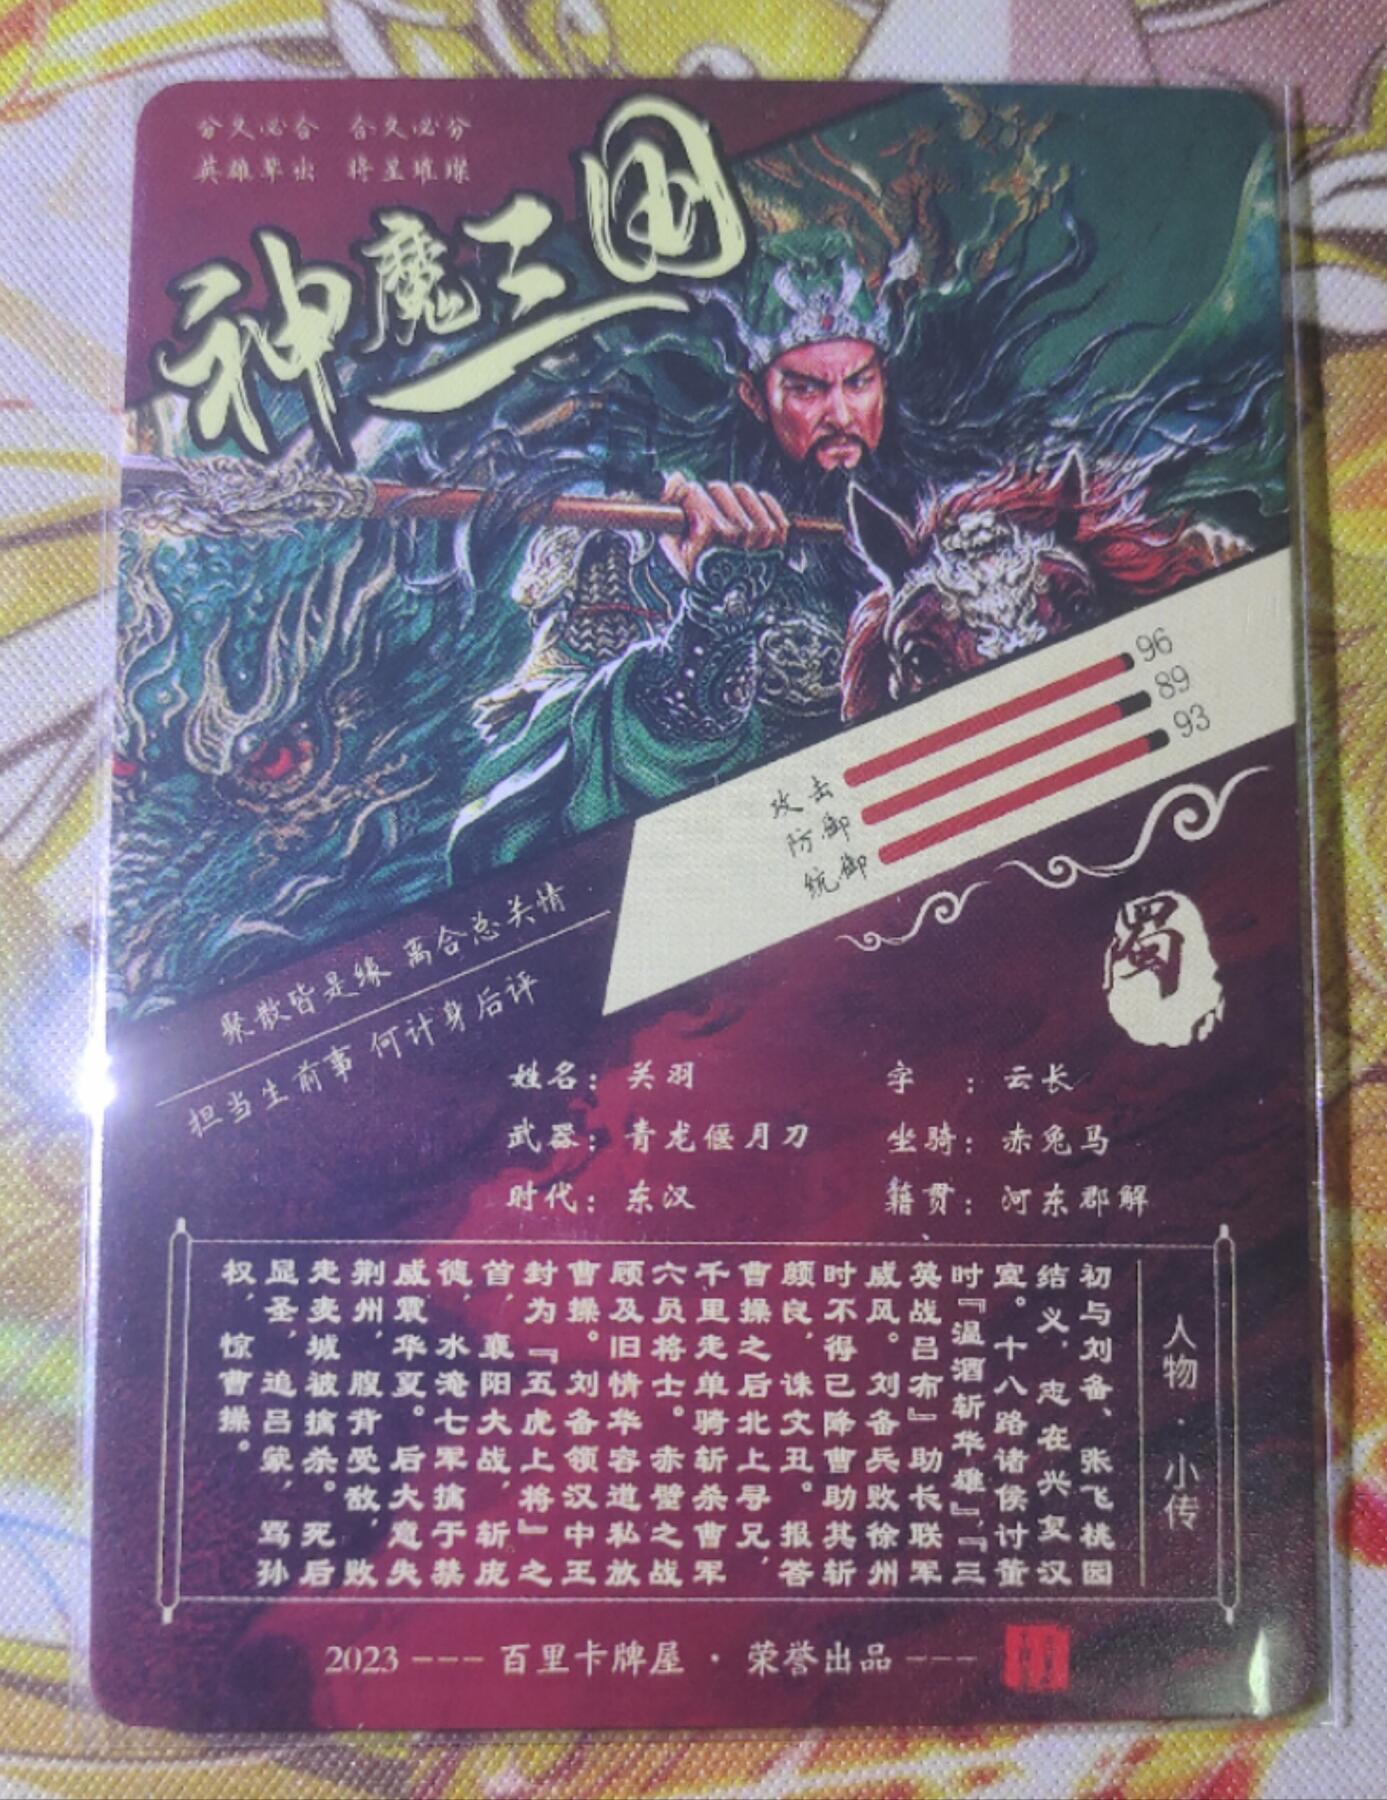 分久必合 合久必分
英雄辈出 将星璀璨
神魔三国
攻击 96
防御 89
统御 93
聚散皆是缘 离合总关情
担当生前事 何计身后评
蜀
姓名：关羽 字：云长
武器：青龙偃月刀 坐骑：赤兔马
时代：东汉 籍贯：河东郡解
人物·小传
初与刘备、张飞桃园
结义，志在兴复汉
室。十八路诸侯讨董
时『温酒斩华雄』，『三
英战吕布』助长联军
威风。刘备兵败徐州
时不得已降曹助其斩
颜良，诛文丑。报答
曹操之后北上寻兄，
千里走单骑斩杀曹军
六员将士。赤壁之战
顾及旧情华容道私放
曹操。刘备领汉中王
封为『五虎上将』之
首，襄阳大战，斩庞
德，水淹七军擒于禁
威震华夏。后大意失
荆州，腹背受敌，败
走麦城被擒杀。死后
显圣，追吕蒙，骂孙
权，惊曹操。
2023---百里卡牌屋·荣誉出品---